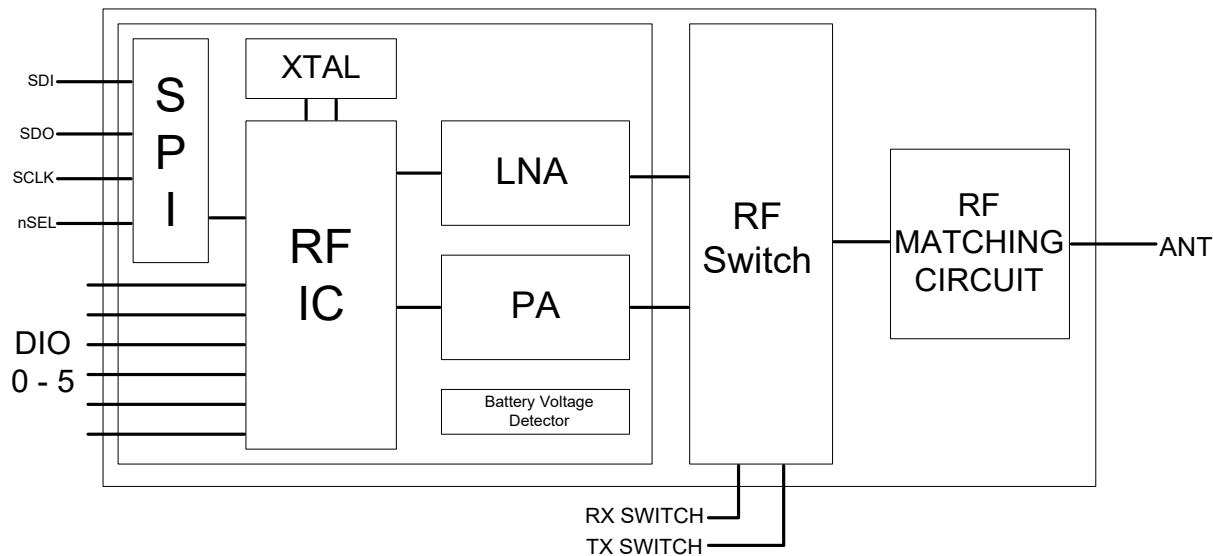 SDI
SDO
SCLK
nSEL
DIO
0 - 5
S
P
I
XTAL
RF
IC
LNA
PA
Battery Voltage
Detector
RF
Switch
RF
MATCHING
CIRCUIT
ANT
RX SWITCH
TX SWITCH